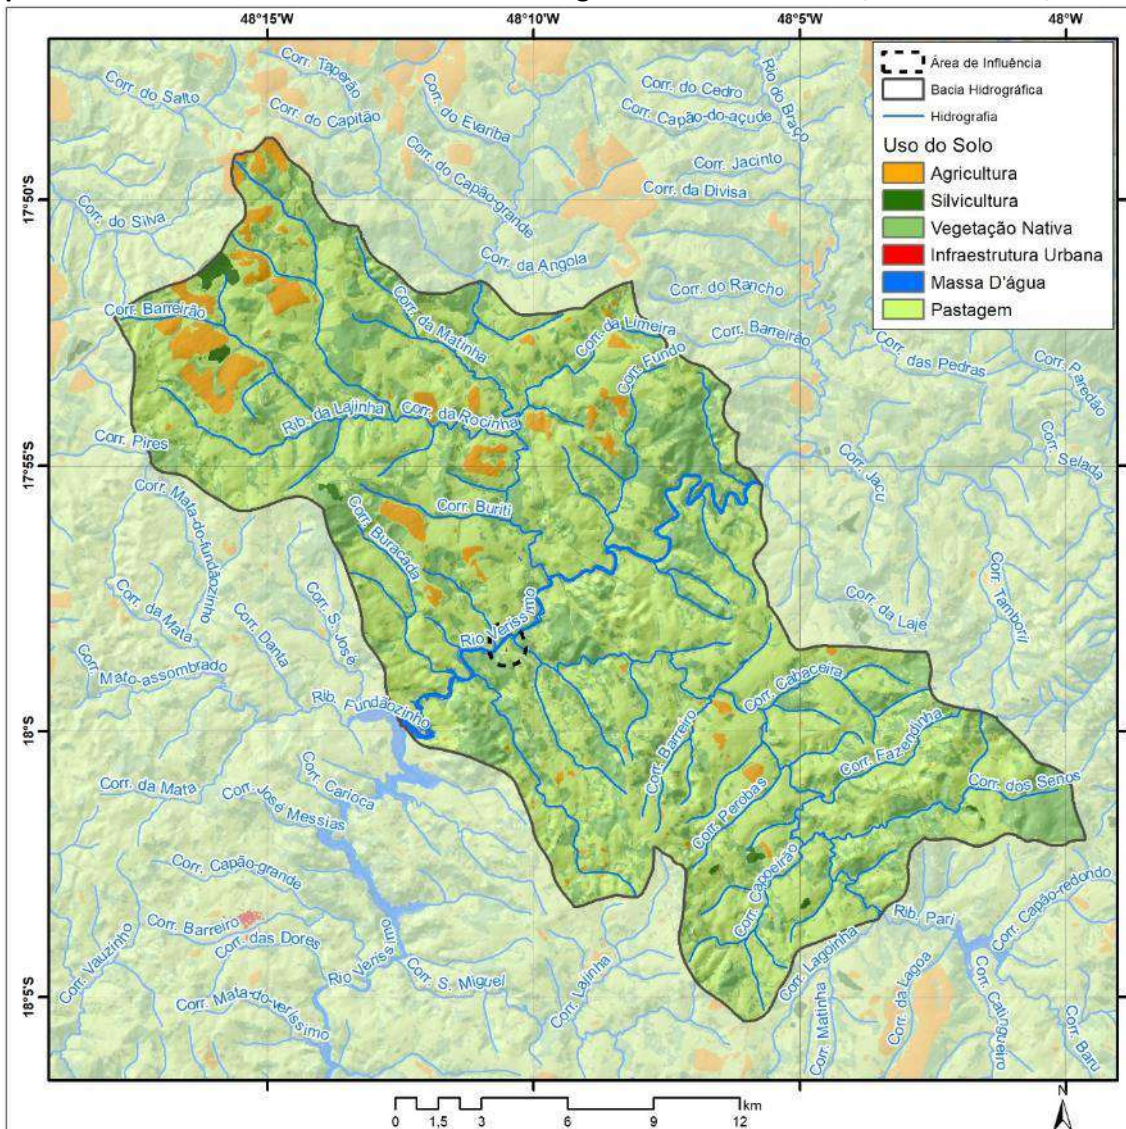 48°15'W
48°10'W
48°5'W
48°W
Área de Influência
Bacia Hidrográfica
Hidrografia
Uso do Solo
Agricultura
Silvicultura
Vegetação Nativa
Infraestrutura Urbana
Massa D'água
Pastagem
Corr. Taperão
Corr. do Salto
Corr. do Capitão
Corr. do Evariba
Corr. do Cedro
Rio do Braço
Corr. Capão-do-açude
Corr. do Capão-grande
Corr. Jacinto
Corr. da Divisa
17°50'S
Corr. do Silva
Corr. da Angola
Corr. do Rancho
Corr. Barreirão
Corr. da Matinha
Corr. da Limeira
Corr. Barreirão
Corr. das Pedras
Corr. Fundo
Corr. Paredão
Rib. da Lajinha
Corr. da Rocinha
Corr. Pires
17°55'S
Corr. Selada
Corr. Jacu
Corr. Mata-do-fundãozinho
Corr. Buriti
Corr. Buracada
Corr. da Mata
Corr. Danta
Corr. S. José
Rio Veríssimo
Corr. da Laje
Corr. Tamboril
Corr. Mato-assombrado
Rib. Fundãozinho
Corr. Cabaceira
18°S
Corr. Barreiro
Corr. Fazendinha
Corr. da Mata
Corr. Carioca
Corr. José Messias
Corr. dos Senos
Corr. Perobas
Corr. Capão-grande
Corr. Capoeirão
Corr. Capão-redondo
Corr. Barreiro
Corr. das Dores
Rib. Pari
Corr. Vauzinho
Rio Veríssimo
Corr. S. Miguel
Corr. Lajinha
Corr. Lagoinha
Corr. da Lagoa
18°5'S
Corr. Mata-do-veríssimo
Corr. Matinha
Corr. Catingueiro
Corr. Baru
0 1,5 3 6 9 12 km
N